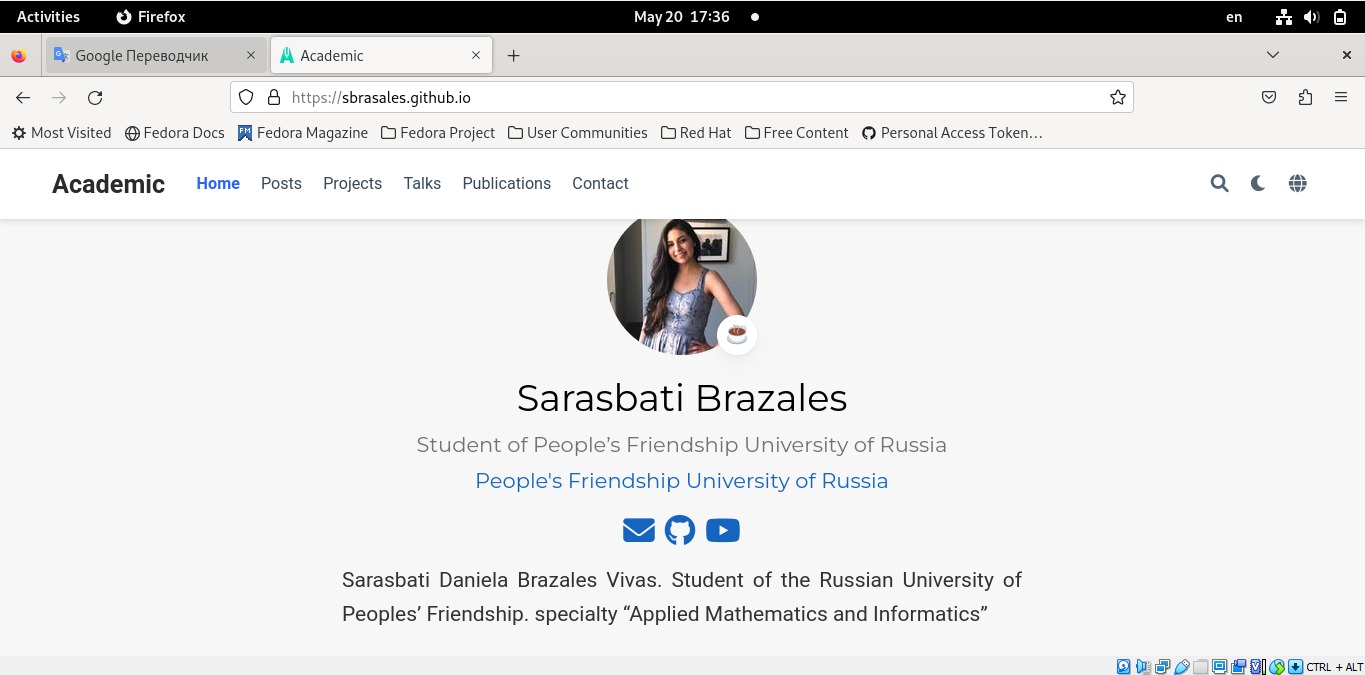 Activities Firefox May 20 17:36 en
Google Переводчик Academic
https://sbrasales.github.io
Most Visited Fedora Docs Fedora Magazine Fedora Project User Communities Red Hat Free Content Personal Access Token…
Academic Home Posts Projects Talks Publications Contact
Sarasbati Brazales
Student of People’s Friendship University of Russia
People's Friendship University of Russia
Sarasbati Daniela Brazales Vivas. Student of the Russian University of
Peoples’ Friendship. specialty “Applied Mathematics and Informatics”
CTRL + ALT